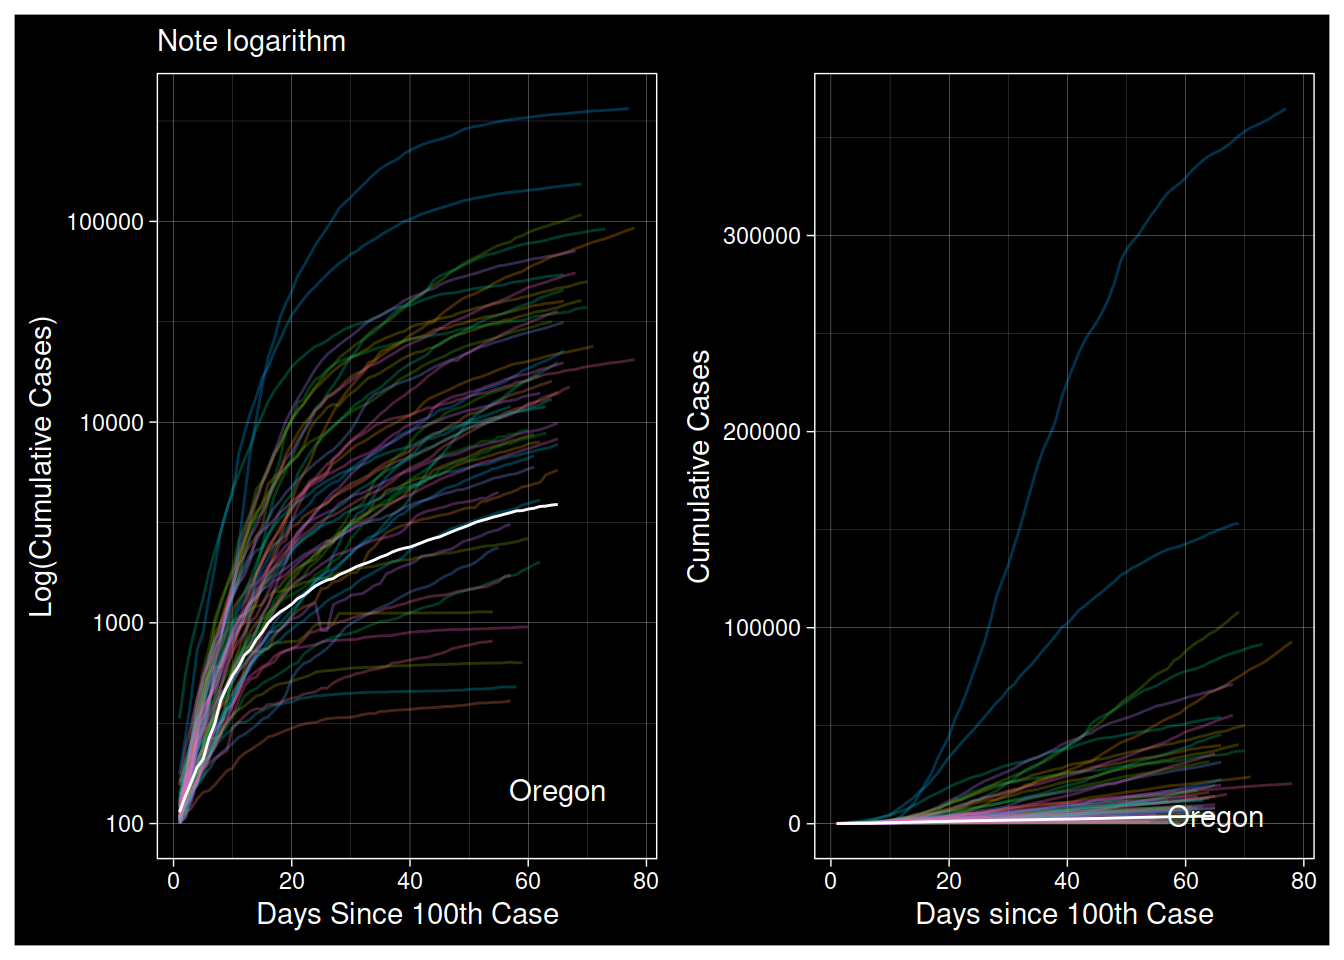 Note logarithm
Log(Cumulative Cases)
100000
10000
1000
100
Oregon
0 20 40 60 80
Days Since 100th Case
Cumulative Cases
300000
200000
100000
0
Oregon
0 20 40 60 80
Days since 100th Case